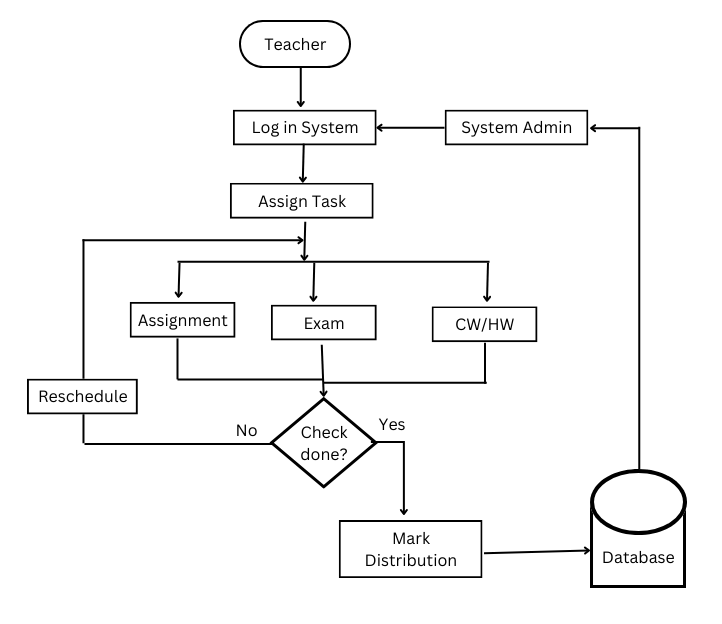 Teacher
Log in System
System Admin
Assign Task
Assignment
Exam
CW/HW
Reschedule
No
Yes
Check
done?
Mark
Distribution
Database